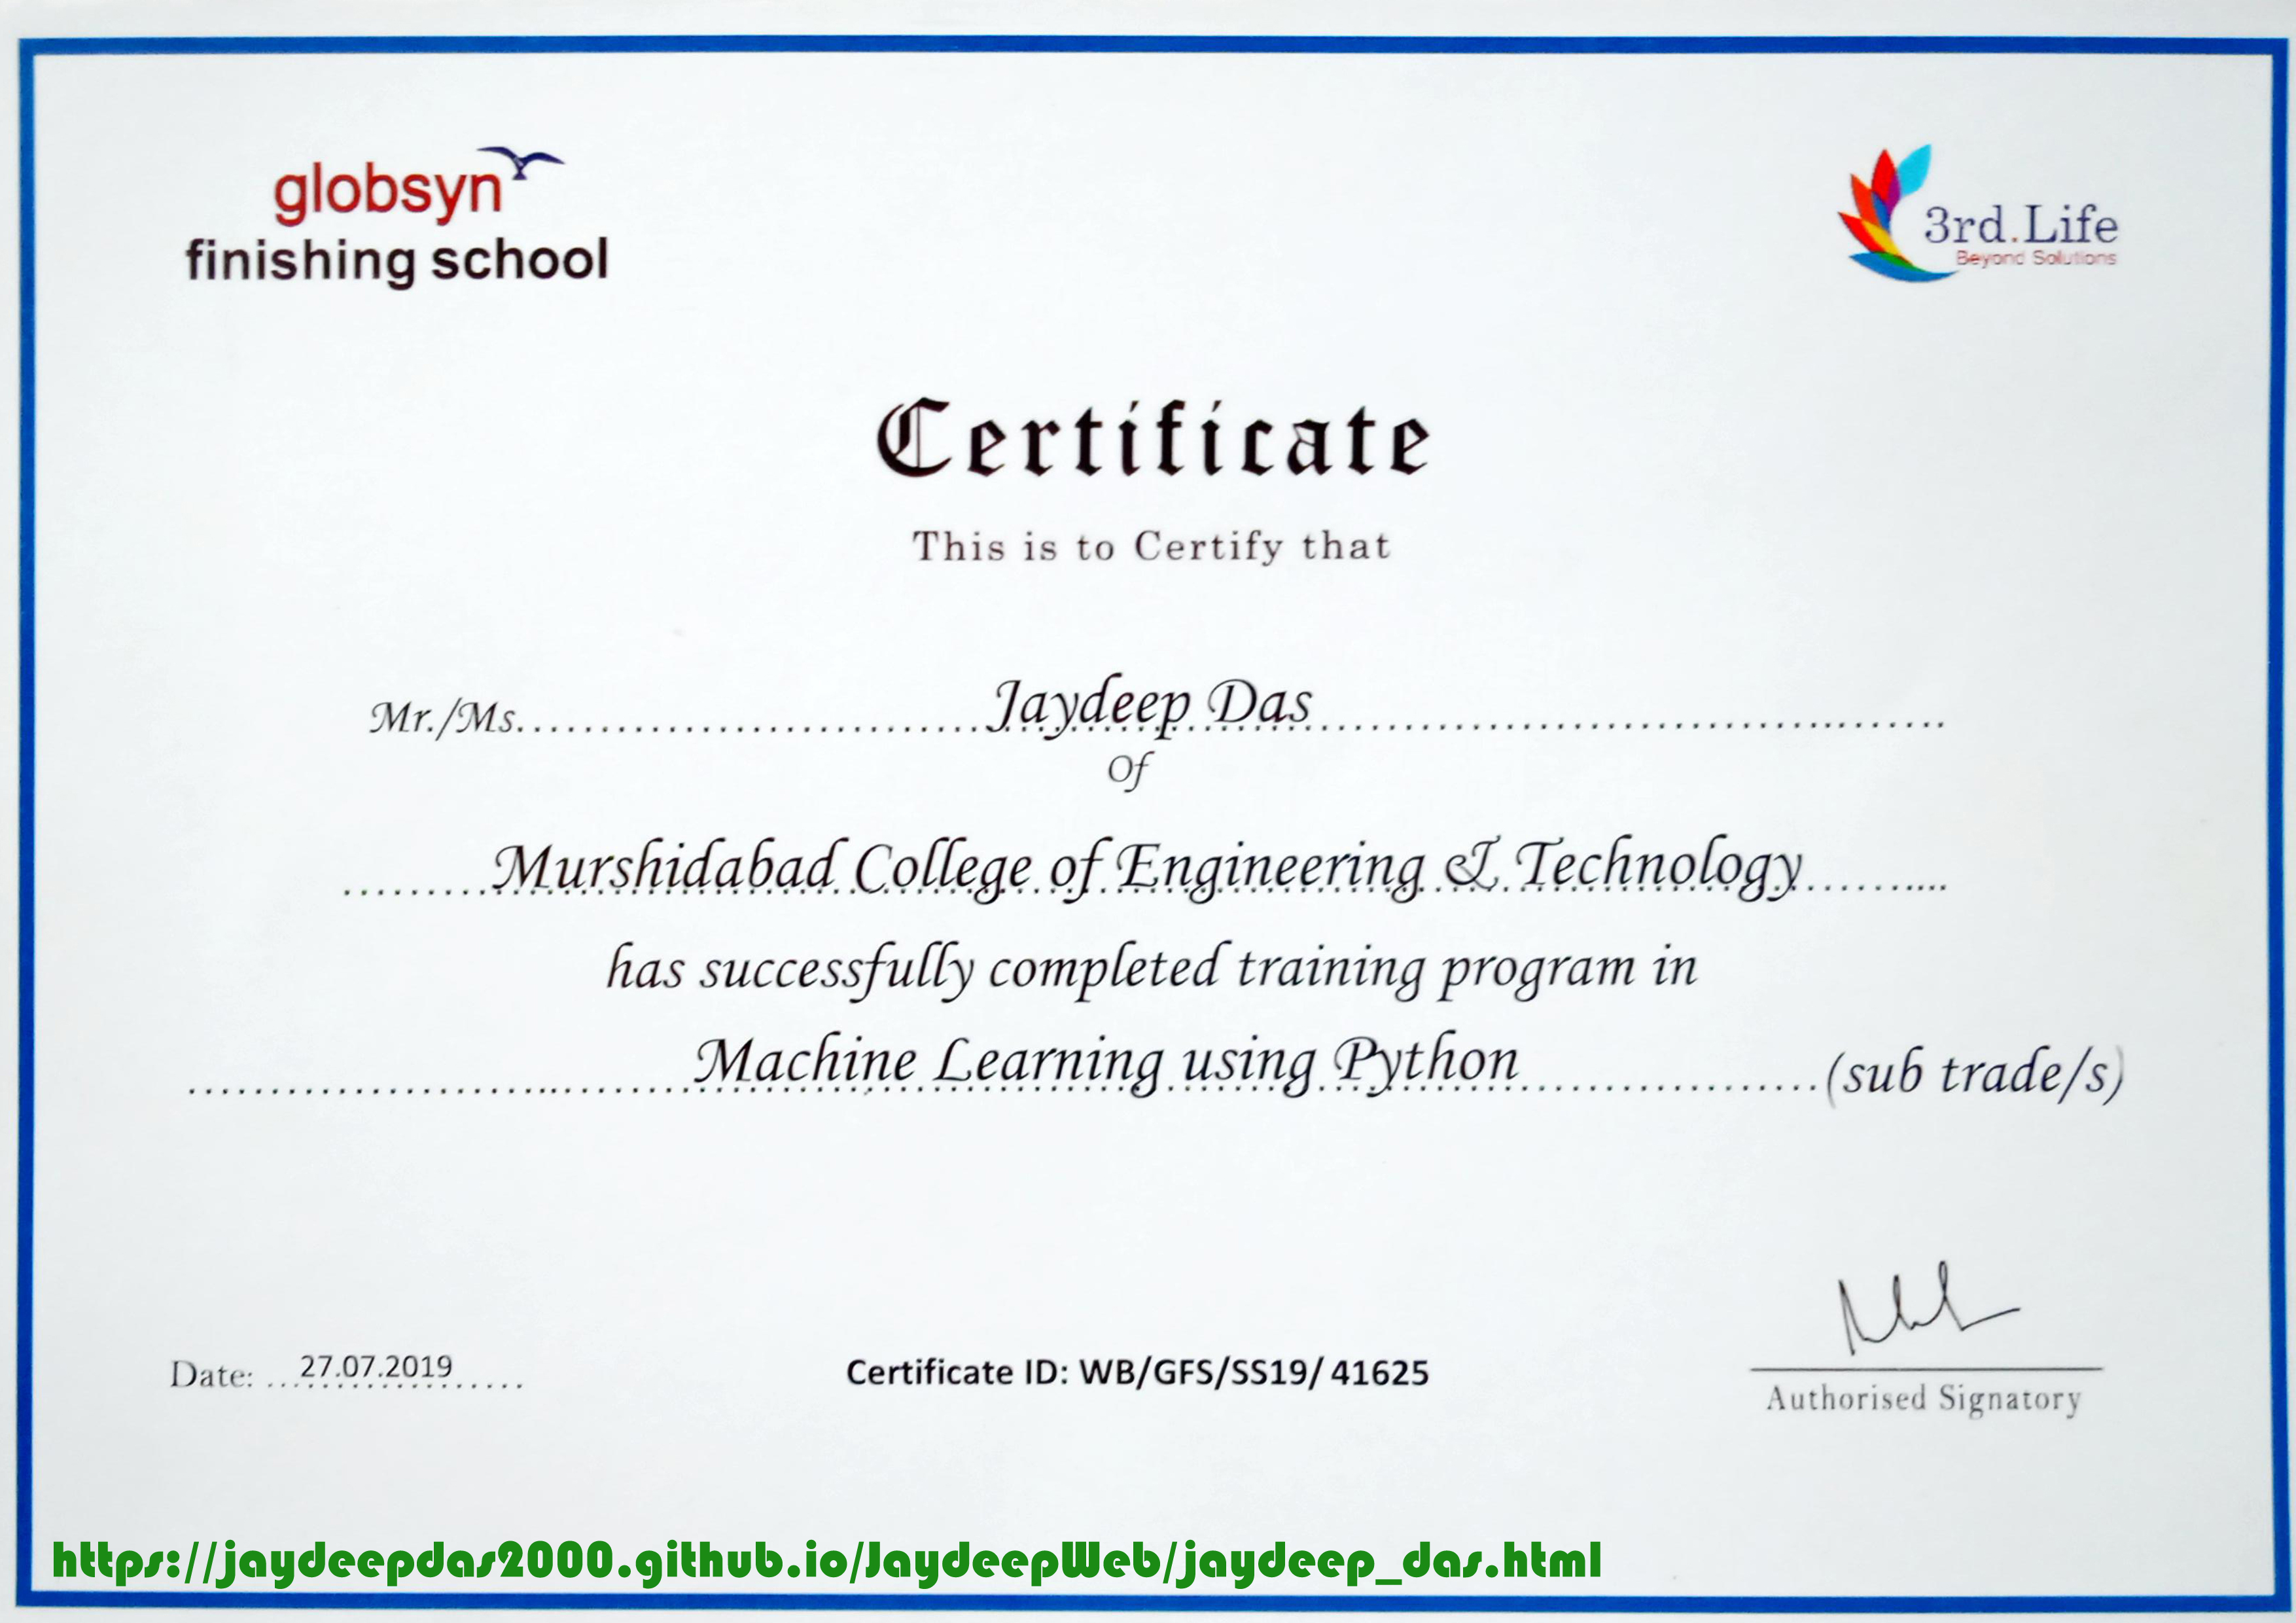 globsyn
finishing school
3rd.Life
Beyond Solutions
Certificate
This is to Certify that
Mr./Ms.............................Jaydeep Das.......................................
Of
.........Murshidabad College of Engineering & Technology..........
has successfully completed training program in
..............................Machine Learning using Python..................(sub trade/s)
Date: ...27.07.2019......
Certificate ID: WB/GFS/SS19/ 41625
Authorised Signatory
https://jaydeepdas2000.github.io/JaydeepWeb/jaydeep_das.html